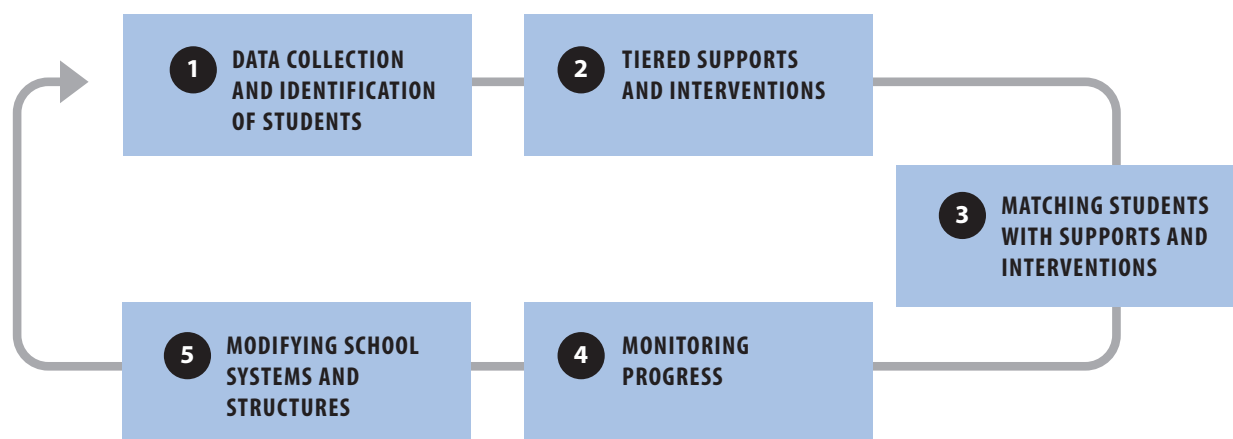 1 DATA COLLECTION
AND IDENTIFICATION
OF STUDENTS
2 TIERED SUPPORTS
AND INTERVENTIONS
3 MATCHING STUDENTS
WITH SUPPORTS AND
INTERVENTIONS
4 MONITORING
PROGRESS
5 MODIFYING SCHOOL
SYSTEMS AND
STRUCTURES